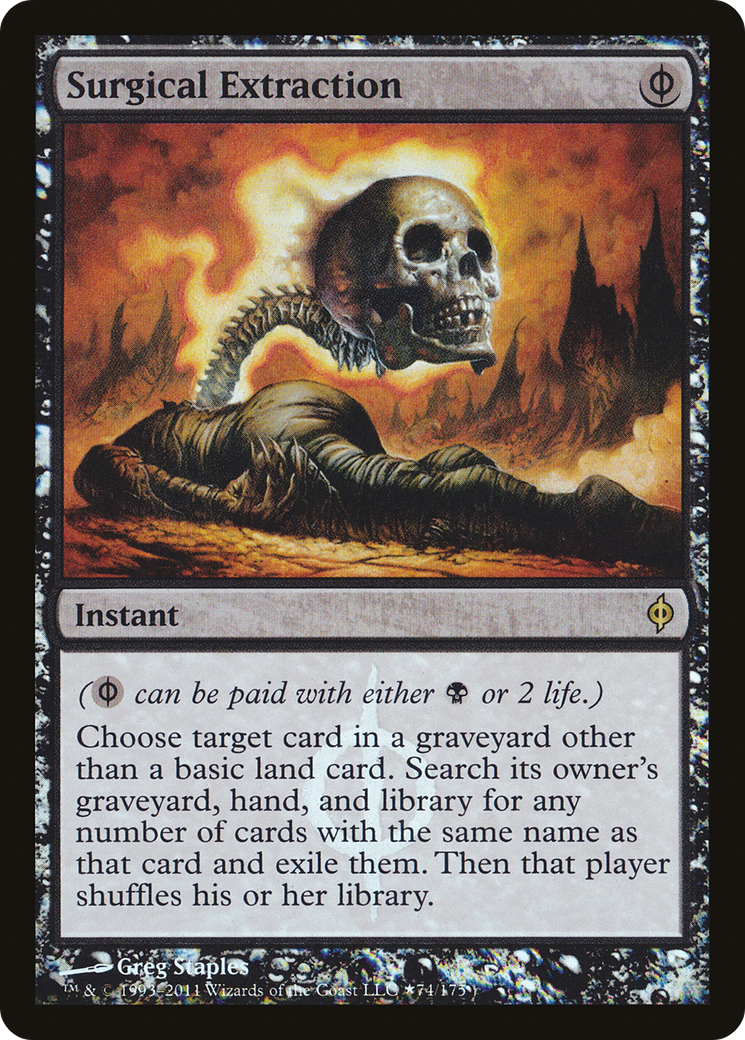 Surgical Extraction
Instant
( can be paid with either or 2 life.)
Choose target card in a graveyard other
than a basic land card. Search its owner's
graveyard, hand, and library for any
number of cards with the same name as
that card and exile them. Then that player
shuffles his or her library.
Greg Staples
™ & © 1993–2011 Wizards of the Coast LLC ★74/175